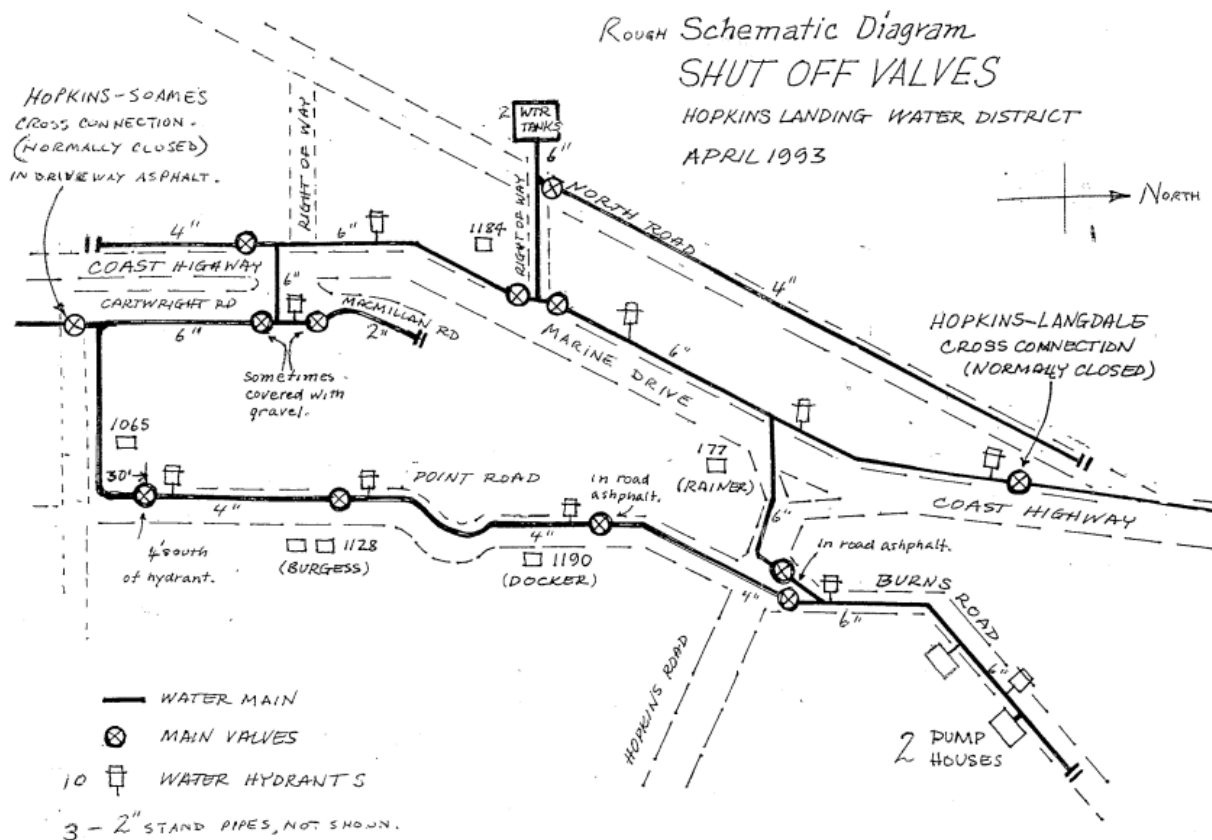 ROUGH Schematic Diagram
SHUT OFF VALVES
HOPKINS LANDING WATER DISTRICT
APRIL 1993
NORTH
HOPKINS-SOAMES
CROSS CONNECTION.
(NORMALLY CLOSED)
IN DRIVEWAY ASPHALT.
RIGHT OF WAY
2 WTR TANKS
6"
NORTH ROAD
4"
RIGHT OF WAY
1184
4"
6"
COAST HIGHWAY
6"
CARTWRIGHT RD
6"
MACMILLAN RD
2"
Sometimes
covered with
gravel.
MARINE DRIVE
6"
HOPKINS-LANGDALE
CROSS CONNECTION
(NORMALLY CLOSED)
COAST HIGHWAY
1065
30'
4' south
of hydrant.
4"
POINT ROAD
1128
(BURGESS)
4"
1190
(DOCKER)
in road
ashphalt.
177
(RAINER)
6"
in road ashphalt.
4"
6"
BURNS ROAD
6"
HOPKINS ROAD
2 PUMP
HOUSES
WATER MAIN
MAIN VALVES
10 WATER HYDRANTS
3 - 2" STAND PIPES, NOT SHOWN.